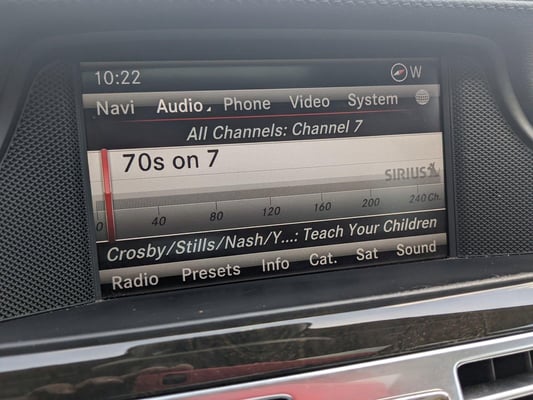 10:22 W
Navi Audio Phone Video System
All Channels: Channel 7
70s on 7
SIRIUS
0 40 80 120 160 200 240 Ch.
Crosby/Stills/Nash/Y...: Teach Your Children
Radio Presets Info Cat. Sat Sound